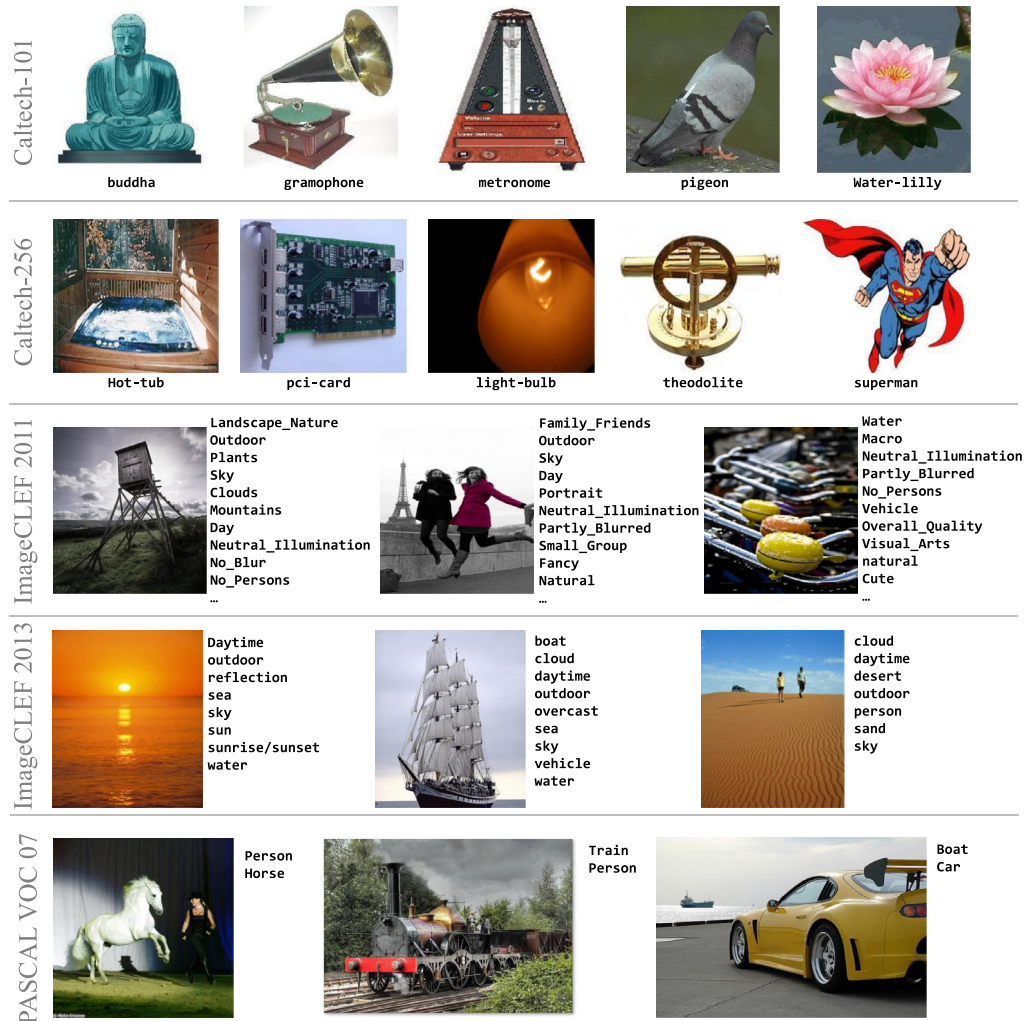 Caltech-101
buddha
gramophone
metronome
pigeon
Water-lilly
Caltech-256
Hot-tub
pci-card
light-bulb
theodolite
superman
ImageCLEF 2011
Landscape_Nature
Outdoor
Plants
Sky
Clouds
Mountains
Day
Neutral_Illumination
No_Blur
No_Persons
…
Family_Friends
Outdoor
Sky
Day
Portrait
Neutral_Illumination
Partly_Blurred
Small_Group
Fancy
Natural
…
Water
Macro
Neutral_Illumination
Partly_Blurred
No_Persons
Vehicle
Overall_Quality
Visual_Arts
natural
Cute
…
ImageCLEF 2013
Daytime
outdoor
reflection
sea
sky
sun
sunrise/sunset
water
boat
cloud
daytime
outdoor
overcast
sea
sky
vehicle
water
cloud
daytime
desert
outdoor
person
sand
sky
PASCAL VOC 07
Person
Horse
Train
Person
Boat
Car